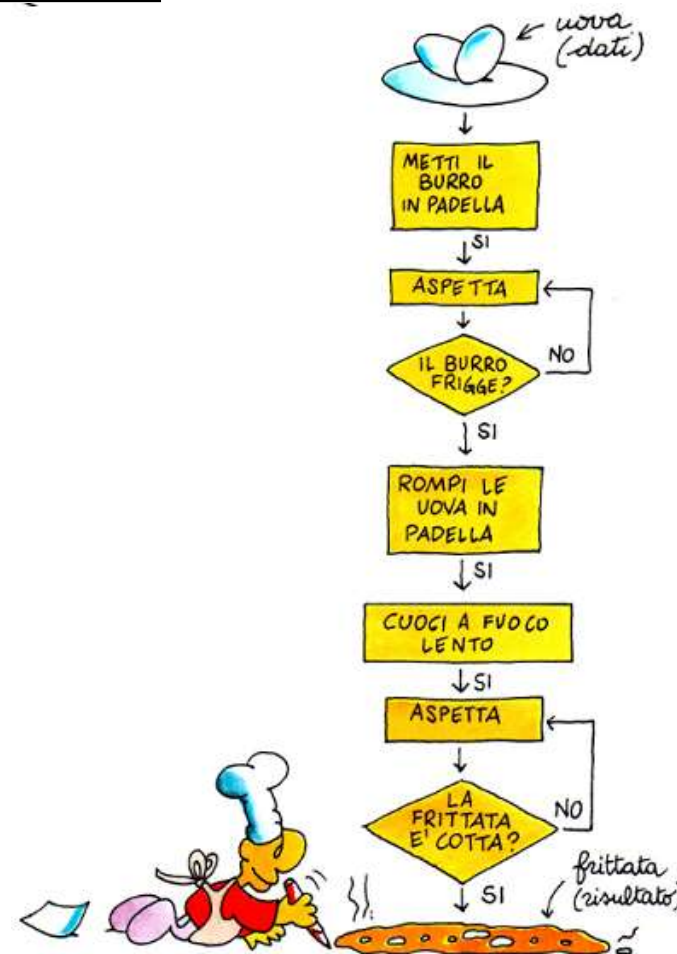 uova
(dati)
METTI IL
BURRO
IN PADELLA
SI
ASPETTA
IL BURRO
FRIGGE?
NO
SI
ROMPI LE
UOVA IN
PADELLA
SI
CUOCI A FUOCO
LENTO
SI
ASPETTA
LA
FRITTATA
E' COTTA?
NO
SI
frittata
(risultato)